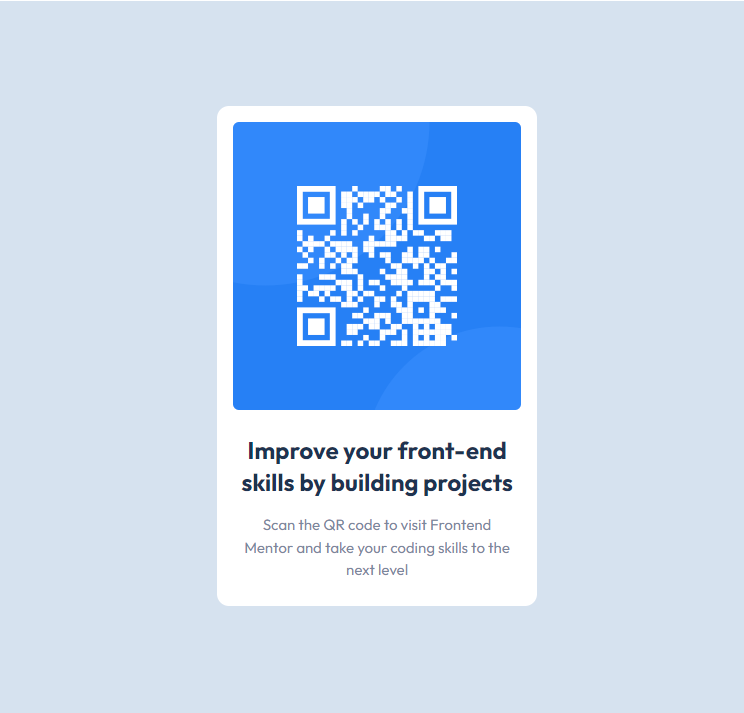 Improve your front-end
skills by building projects
Scan the QR code to visit Frontend
Mentor and take your coding skills to the
next level